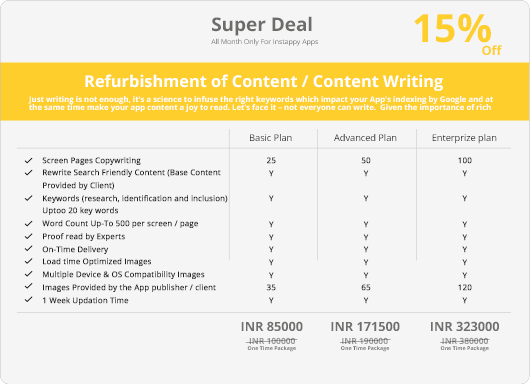 Super Deal
All Month Only For Instappy Apps
15%
Off
Refurbishment of Content / Content Writing
Just writing is not enough, it's a science to infuse the right keywords which impact your App's indexing by Google and at
the same time make your app content a joy to read. Let's face it – not everyone can write. Given the importance of rich
Basic Plan Advanced Plan Enterprize plan
Screen Pages Copywriting 25 50 100
Rewrite Search Friendly Content (Base Content Y Y Y
Provided by Client)
Keywords (research, identification and inclusion) Y Y Y
Uptoo 20 key words
Word Count Up-To 500 per screen / page Y Y Y
Proof read by Experts Y Y Y
On-Time Delivery Y Y Y
Load time Optimized Images Y Y Y
Multiple Device & OS Compatibility Images Y Y Y
Images Provided by the App publisher / client 35 65 120
1 Week Updation Time Y Y Y
INR 85000 INR 171500 INR 323000
INR 100000 INR 190000 INR 380000
One Time Package One Time Package One Time Package